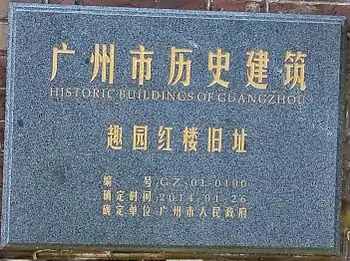 广州市历史建筑
HISTORIC BUILDINGS OF GUANGZHOU
趣园红楼旧址
编 号 GZ-01-0100
确定时间 2014.01.26
确定单位 广州市人民政府